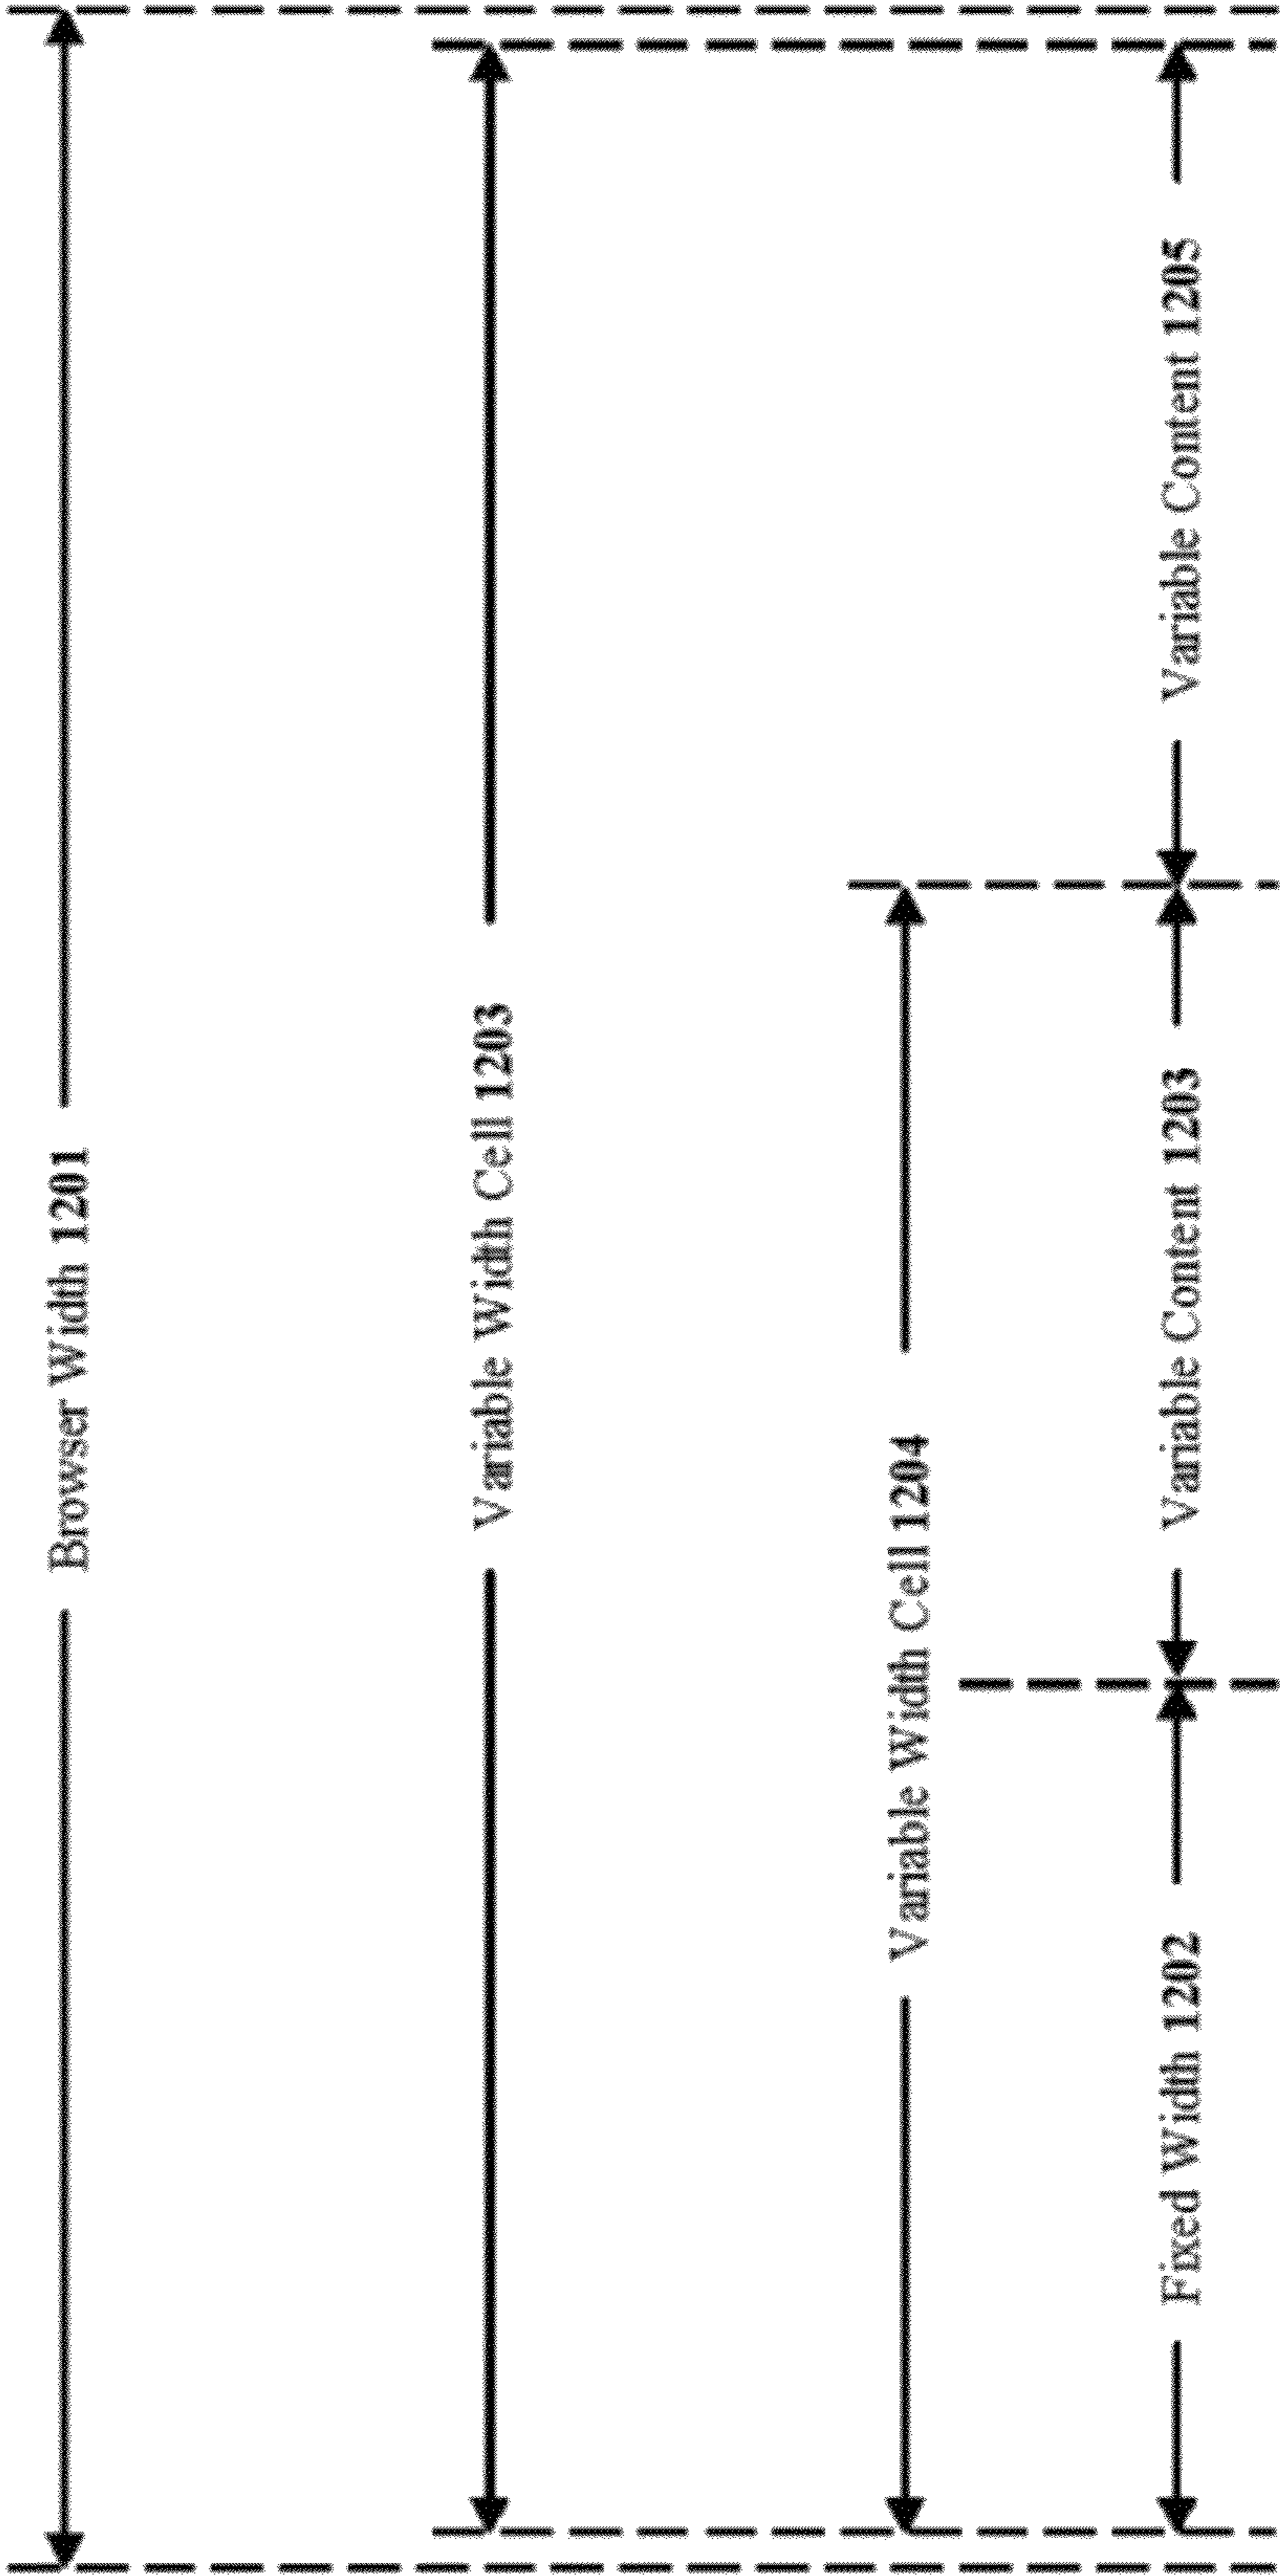 Browser Width 1201
Variable Width Cell 1203
Variable Width Cell 1204
Fixed Width 1202
Variable Content 1203
Variable Content 1205